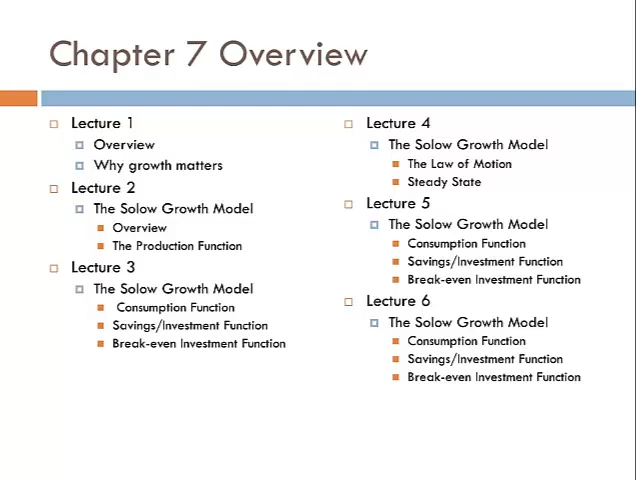 Chapter 7 Overview
Lecture 1
Overview
Why growth matters
Lecture 2
The Solow Growth Model
Overview
The Production Function
Lecture 3
The Solow Growth Model
Consumption Function
Savings/Investment Function
Break-even Investment Function
Lecture 4
The Solow Growth Model
The Law of Motion
Steady State
Lecture 5
The Solow Growth Model
Consumption Function
Savings/Investment Function
Break-even Investment Function
Lecture 6
The Solow Growth Model
Consumption Function
Savings/Investment Function
Break-even Investment Function